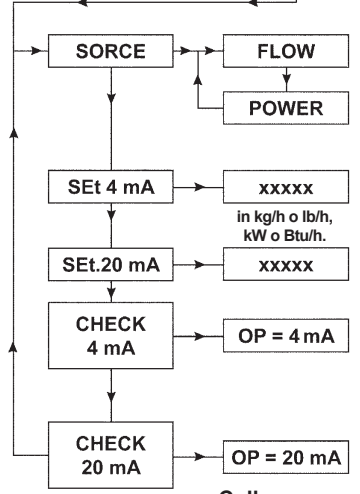 SORCE
FLOW
POWER
SEt 4 mA
xxxxx
in kg/h o lb/h,
kW o Btu/h.
SEt.20 mA
xxxxx
CHECK
4 mA
OP = 4 mA
CHECK
20 mA
OP = 20 mA